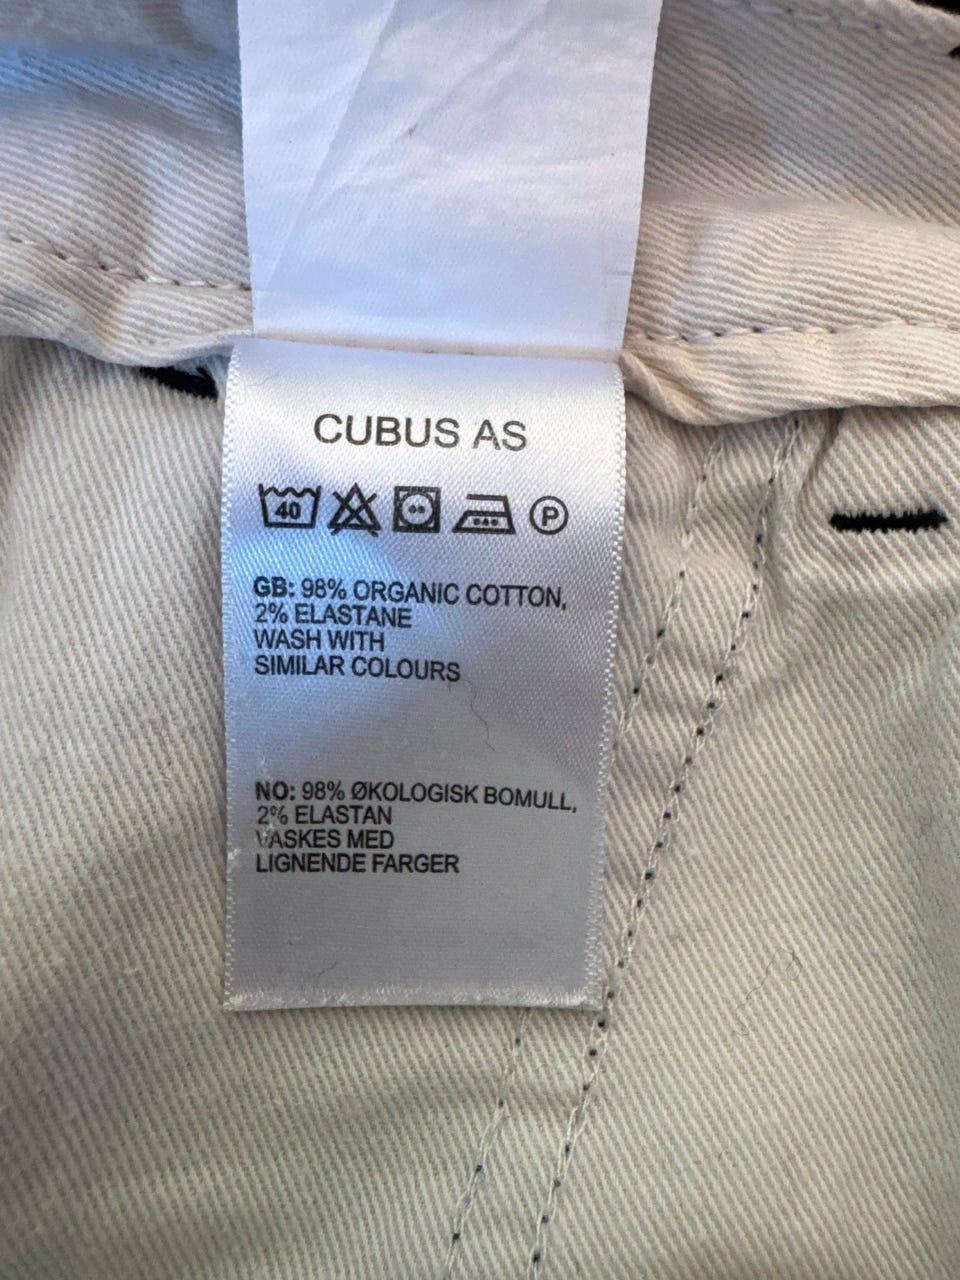 CUBUS AS
40 P
GB: 98% ORGANIC COTTON,
2% ELASTANE
WASH WITH
SIMILAR COLOURS
NO: 98% ØKOLOGISK BOMULL,
2% ELASTAN
VASKES MED
LIGNENDE FARGER